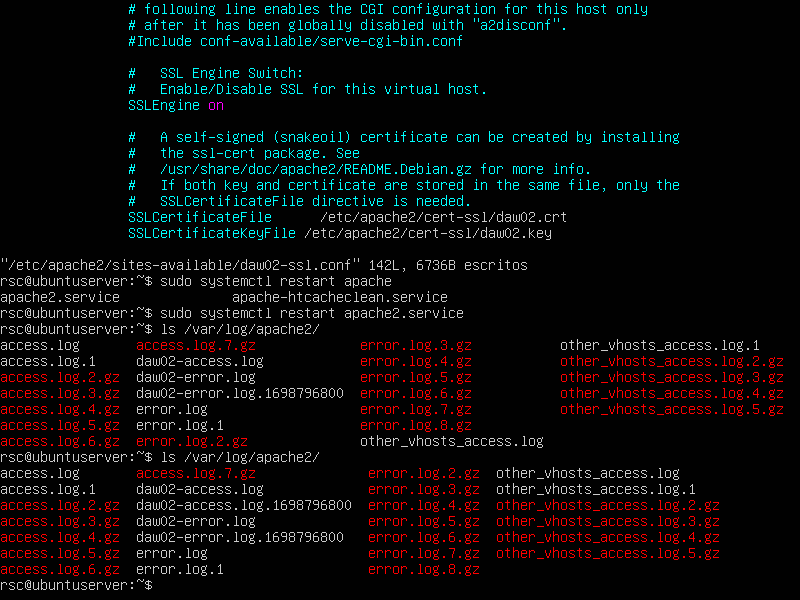 # following line enables the CGI configuration for this host only
# after it has been globally disabled with "a2disconf".
#Include conf-available/serve-cgi-bin.conf
#   SSL Engine Switch:
#   Enable/Disable SSL for this virtual host.
SSLEngine on
#   A self-signed (snakeoil) certificate can be created by installing
#   the ssl-cert package. See
#   /usr/share/doc/apache2/README.Debian.gz for more info.
#   If both key and certificate are stored in the same file, only the
#   SSLCertificateFile directive is needed.
SSLCertificateFile      /etc/apache2/cert-ssl/daw02.crt
SSLCertificateKeyFile /etc/apache2/cert-ssl/daw02.key
"/etc/apache2/sites-available/daw02-ssl.conf" 142L, 6736B escritos
rsc@ubuntuserver:~$ sudo systemctl restart apache
apache2.service              apache-htcacheclean.service
rsc@ubuntuserver:~$ sudo systemctl restart apache2.service
rsc@ubuntuserver:~$ ls /var/log/apache2/
access.log       access.log.7.gz             error.log.3.gz           other_vhosts_access.log.1
access.log.1     daw02-access.log            error.log.4.gz           other_vhosts_access.log.2.gz
access.log.2.gz  daw02-error.log             error.log.5.gz           other_vhosts_access.log.3.gz
access.log.3.gz  daw02-error.log.1698796800  error.log.6.gz           other_vhosts_access.log.4.gz
access.log.4.gz  error.log                   error.log.7.gz           other_vhosts_access.log.5.gz
access.log.5.gz  error.log.1                 error.log.8.gz
access.log.6.gz  error.log.2.gz              other_vhosts_access.log
rsc@ubuntuserver:~$ ls /var/log/apache2/
access.log       access.log.7.gz              error.log.2.gz  other_vhosts_access.log
access.log.1     daw02-access.log             error.log.3.gz  other_vhosts_access.log.1
access.log.2.gz  daw02-access.log.1698796800  error.log.4.gz  other_vhosts_access.log.2.gz
access.log.3.gz  daw02-error.log              error.log.5.gz  other_vhosts_access.log.3.gz
access.log.4.gz  daw02-error.log.1698796800   error.log.6.gz  other_vhosts_access.log.4.gz
access.log.5.gz  error.log                    error.log.7.gz  other_vhosts_access.log.5.gz
access.log.6.gz  error.log.1                  error.log.8.gz
rsc@ubuntuserver:~$